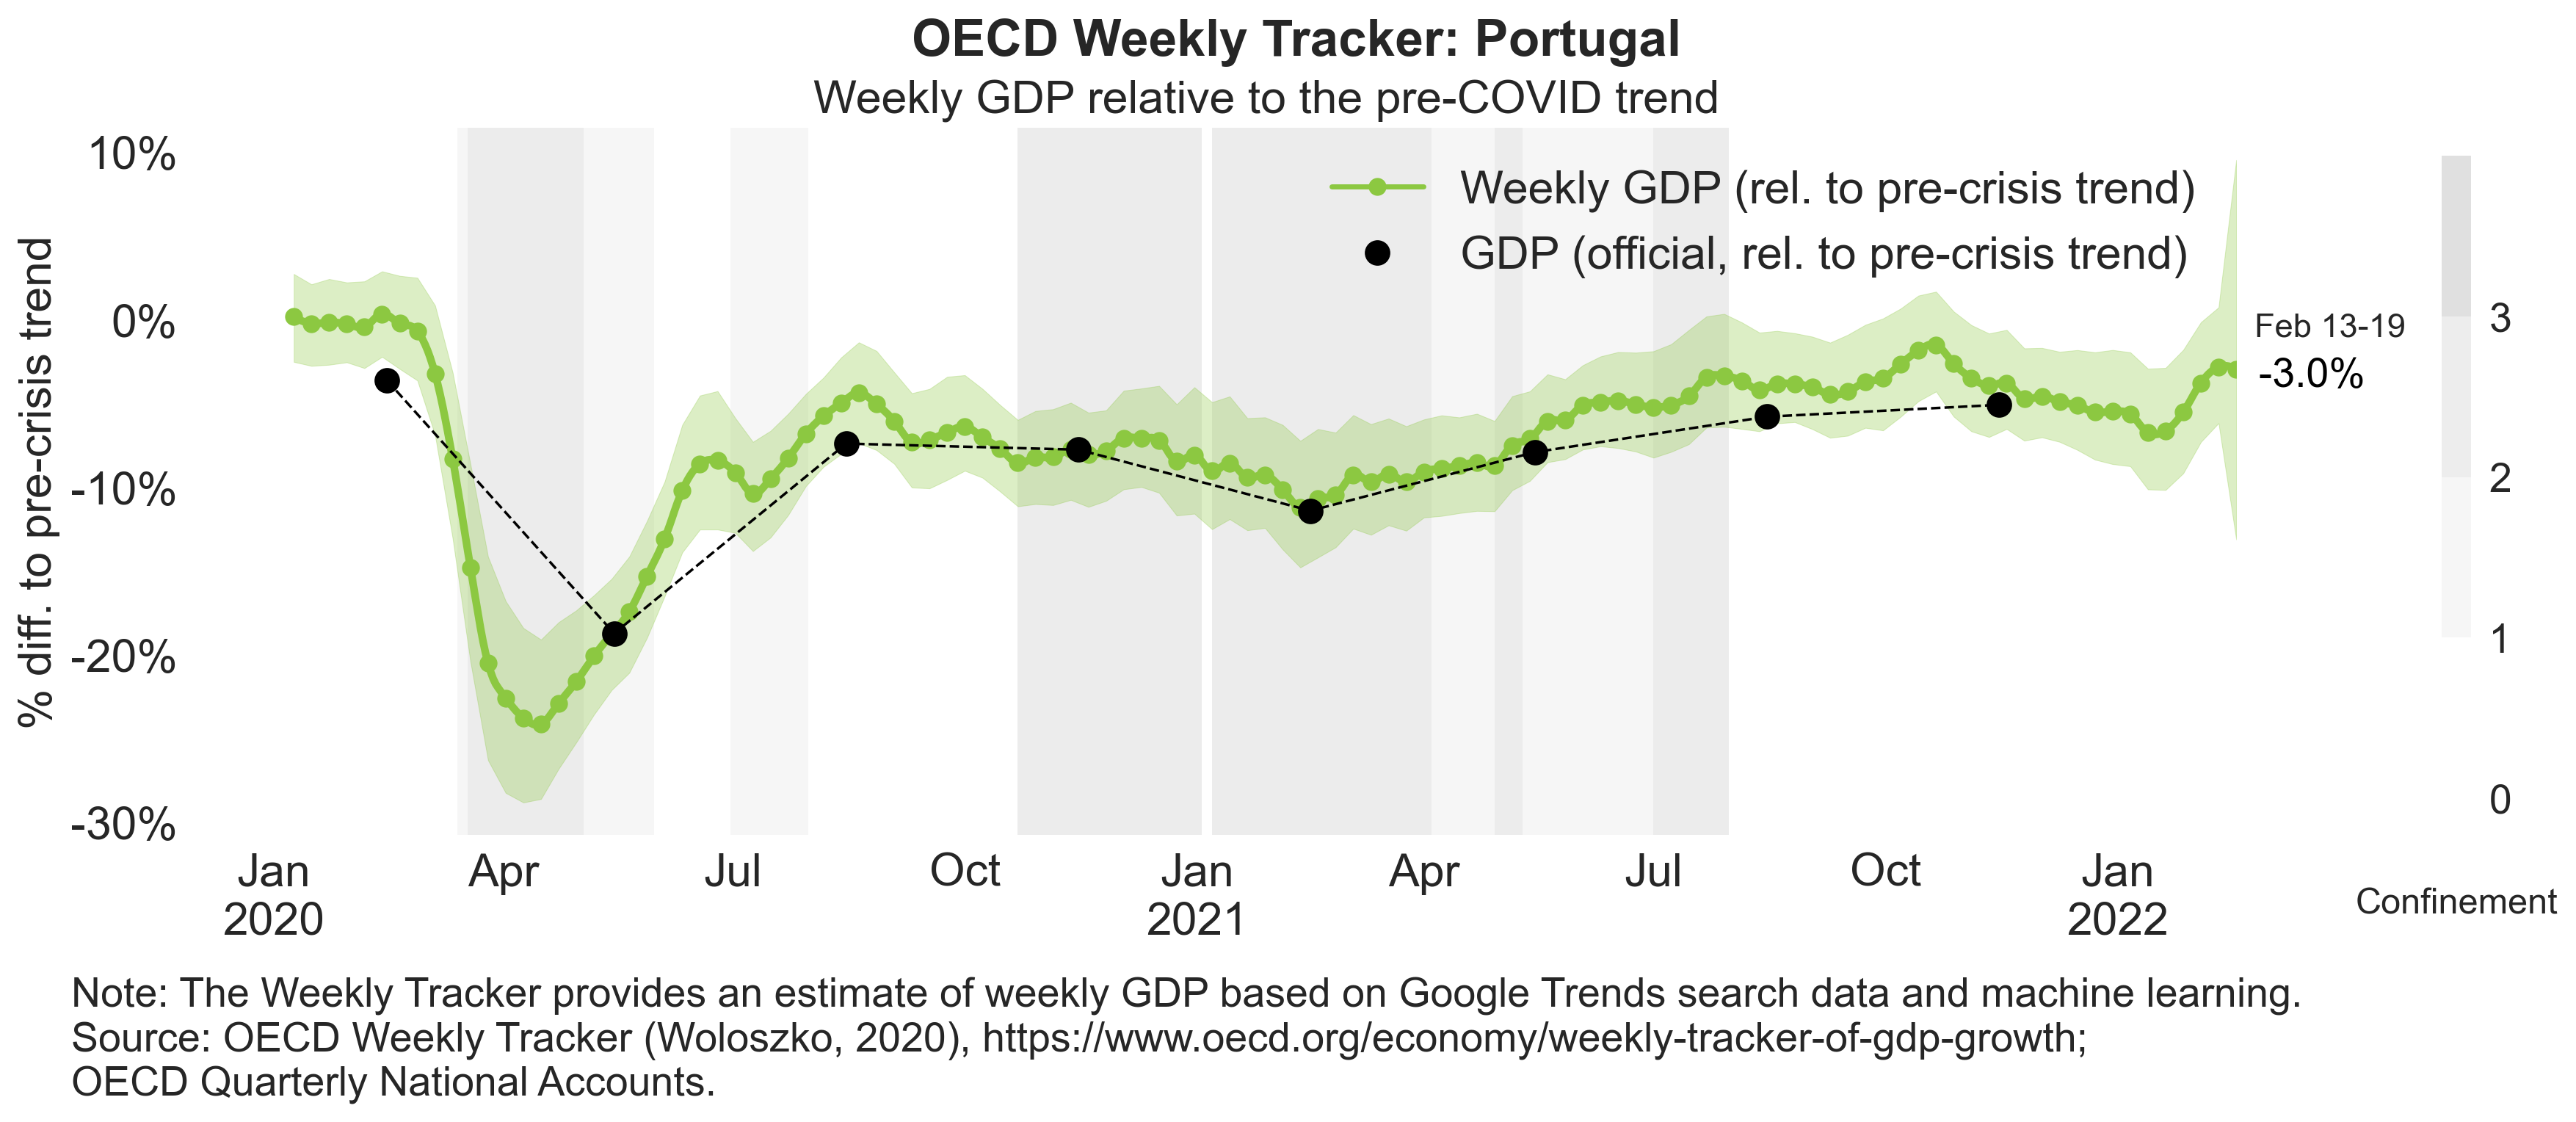 OECD Weekly Tracker: Portugal
Weekly GDP relative to the pre-COVID trend
% diff. to pre-crisis trend
10%
0%
-10%
-20%
-30%
Weekly GDP (rel. to pre-crisis trend)
GDP (official, rel. to pre-crisis trend)
Feb 13-19
-3.0%
3
2
1
0
Confinement
Jan Apr Jul Oct Jan Apr Jul Oct Jan
2020 2021 2022
Note: The Weekly Tracker provides an estimate of weekly GDP based on Google Trends search data and machine learning.
Source: OECD Weekly Tracker (Woloszko, 2020), https://www.oecd.org/economy/weekly-tracker-of-gdp-growth;
OECD Quarterly National Accounts.